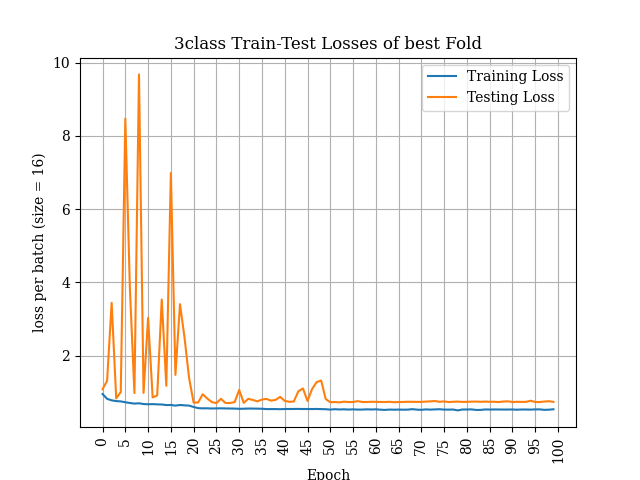 3class Train-Test Losses of best Fold
Training Loss
Testing Loss
loss per batch (size = 16)
10
8
6
4
2
0 5 10 15 20 25 30 35 40 45 50 55 60 65 70 75 80 85 90 95 100
Epoch